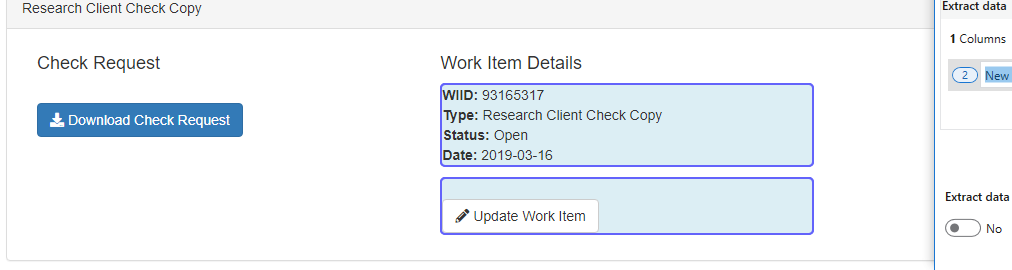 Research Client Check Copy
Check Request
Download Check Request
Work Item Details
WIID: 93165317
Type: Research Client Check Copy
Status: Open
Date: 2019-03-16
Update Work Item
Extract data
1 Columns
2 New
Extract data
No